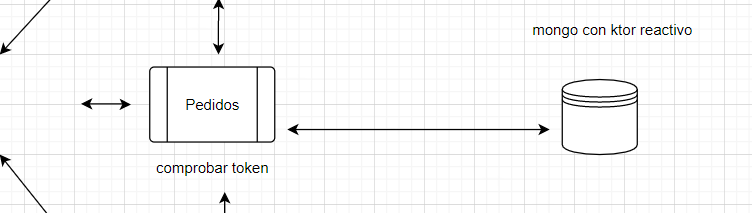 mongo con ktor reactivo
Pedidos
comprobar token